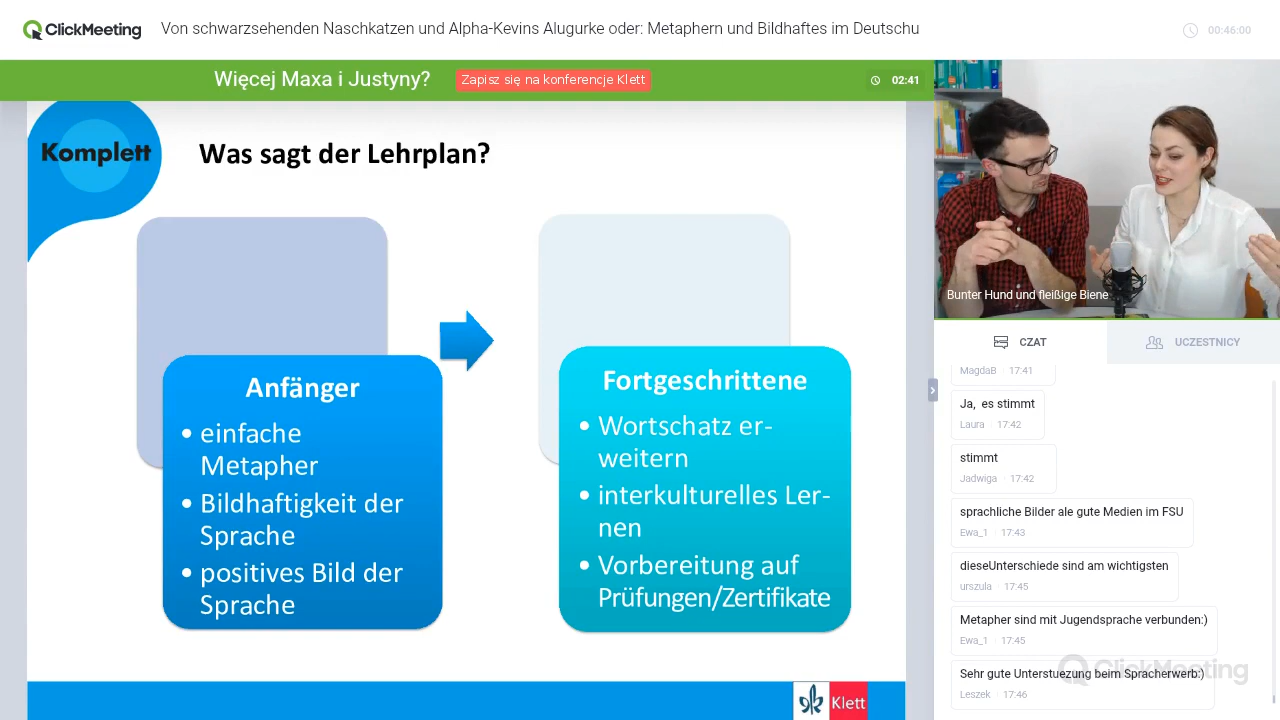 ClickMeeting
Von schwarzsehenden Naschkatzen und Alpha-Kevins Alugurke oder: Metaphern und Bildhaftes im Deutschu
00:46:00
Więcej Maxa i Justyny?
Zapisz się na konferencje Klett
02:41
Komplett
Was sagt der Lehrplan?
Anfänger
• einfache
Metapher
• Bildhaftigkeit der
Sprache
• positives Bild der
Sprache
Fortgeschrittene
• Wortschatz er-
weitern
• interkulturelles Ler-
nen
• Vorbereitung auf
Prüfungen/Zertifikate
Klett
Bunter Hund und fleißige Biene
CZAT
UCZESTNICY
MagdaB 17:41
Ja, es stimmt
Laura 17:42
stimmt
Jadwiga 17:42
sprachliche Bilder ale gute Medien im FSU
Ewa_1 17:43
dieseUnterschiede sind am wichtigsten
urszula 17:45
Metapher sind mit Jugendsprache verbunden:)
Ewa_1 17:45
Sehr gute Unterstuezung beim Spracherwerb:)
Leszek 17:46
ClickMeeting